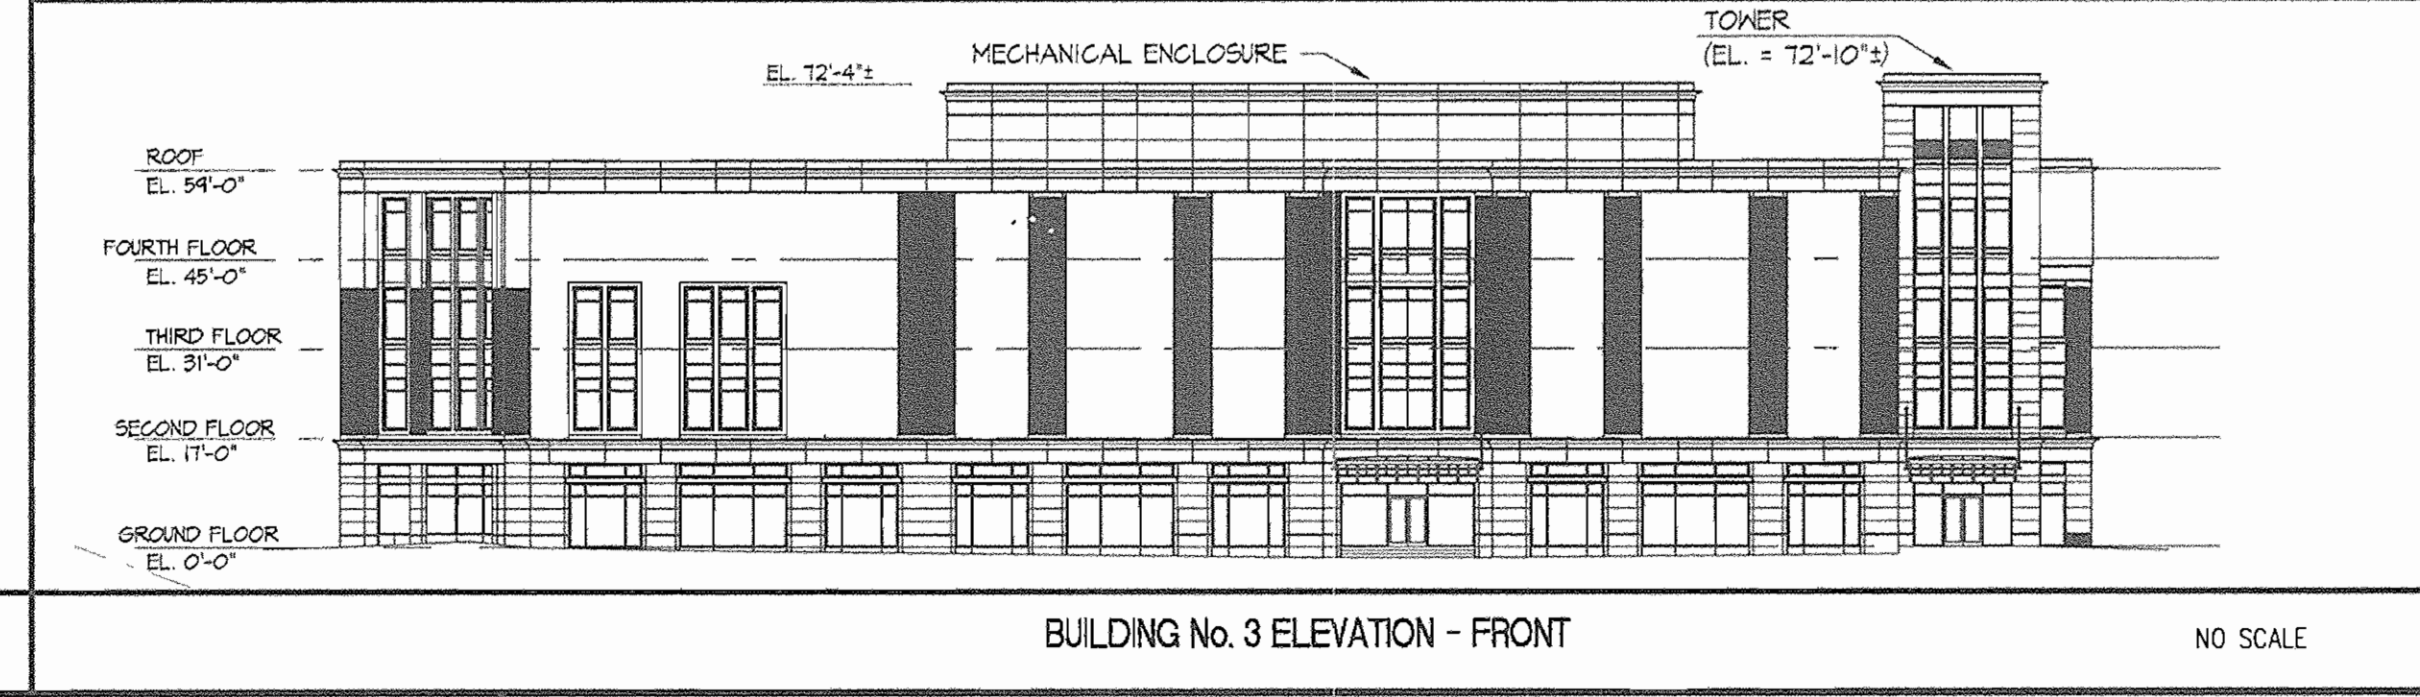 TOWER
(EL. = 72'-10"±)
MECHANICAL ENCLOSURE
EL. 72'-4"±
ROOF
EL. 59'-0"
FOURTH FLOOR
EL. 45'-0"
THIRD FLOOR
EL. 31'-0"
SECOND FLOOR
EL. 17'-0"
GROUND FLOOR
EL. 0'-0"
BUILDING No. 3 ELEVATION - FRONT
NO SCALE